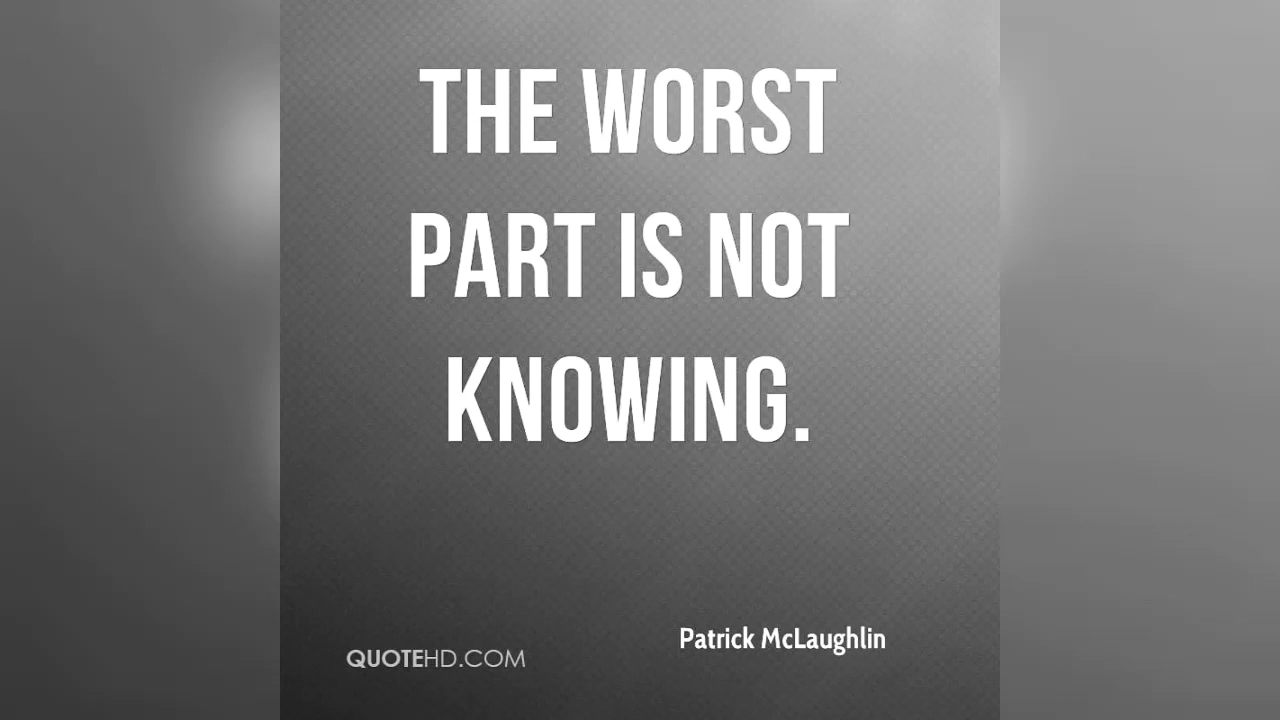 THE WORST
PART IS NOT
KNOWING.
Patrick McLaughlin
QUOTEHD.COM